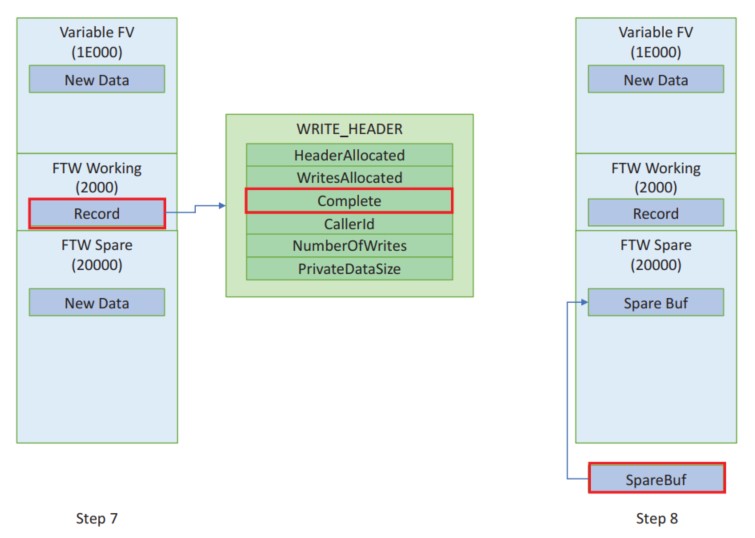 Variable FV
(1E000)
New Data
FTW Working
(2000)
Record
FTW Spare
(20000)
New Data
Step 7
WRITE_HEADER
HeaderAllocated
WritesAllocated
Complete
CallerId
NumberOfWrites
PrivateDataSize
Variable FV
(1E000)
New Data
FTW Working
(2000)
Record
FTW Spare
(20000)
Spare Buf
SpareBuf
Step 8